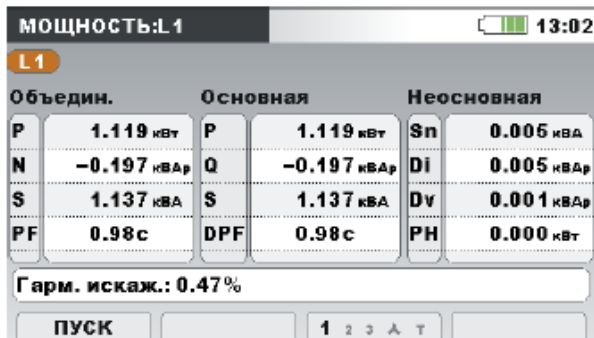 МОЩНОСТЬ:L1 13:02
L1
Объедин. Основная Неосновная
P 1.119 кВт P 1.119 кВт Sn 0.005 кВА
N -0.197 кВАр Q -0.197 кВАр Di 0.005 кВАр
S 1.137 кВА S 1.137 кВА Dv 0.001 кВАр
PF 0.98c DPF 0.98c PH 0.000 кВт
Гарм. искаж.: 0.47%
ПУСК 1 2 3 人 T